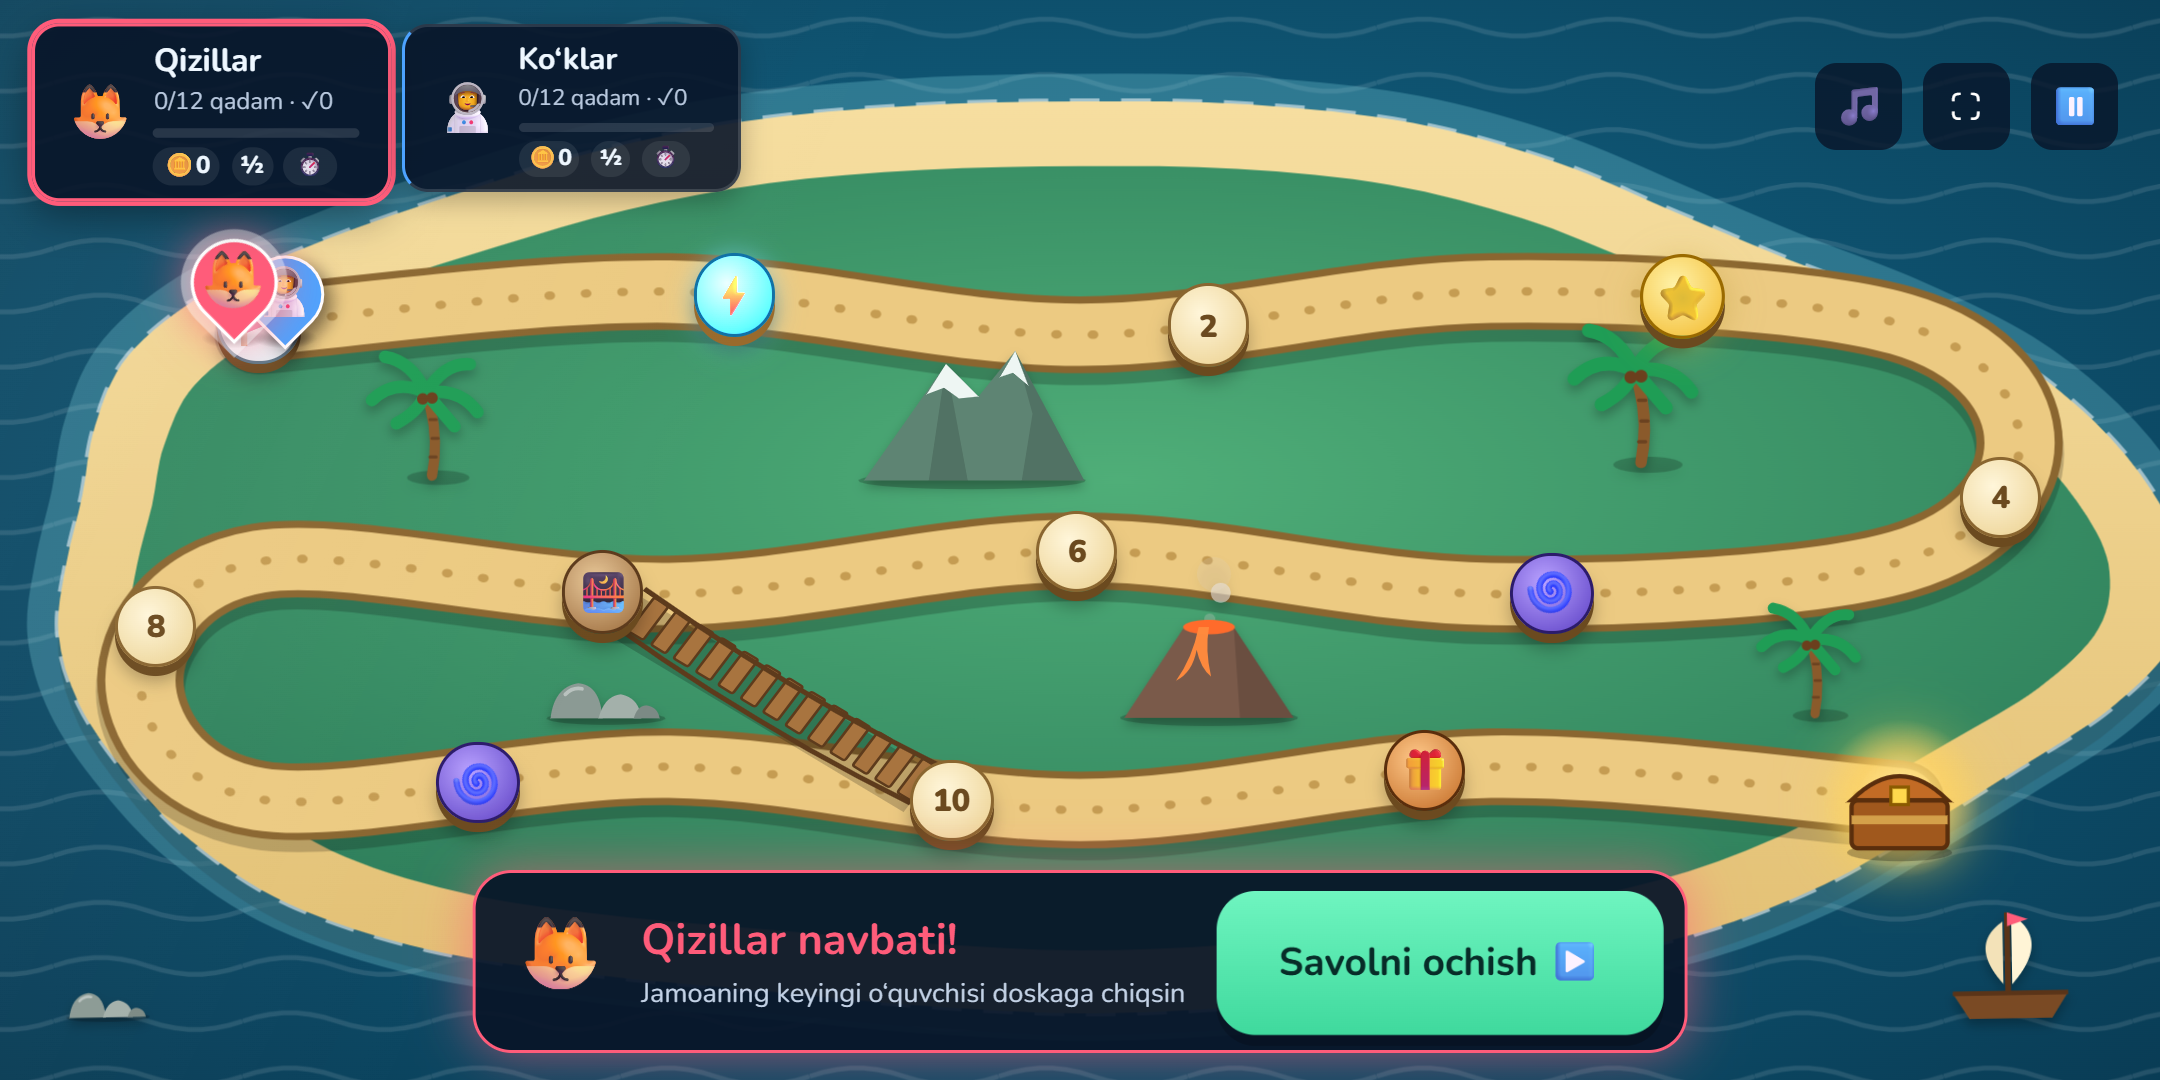 Qizillar
0/12 qadam · ✓0
0 ½
Ko‘klar
0/12 qadam · ✓0
0 ½
2
4
6
8
10
Qizillar navbati!
Jamoaning keyingi o‘quvchisi doskaga chiqsin
Savolni ochish